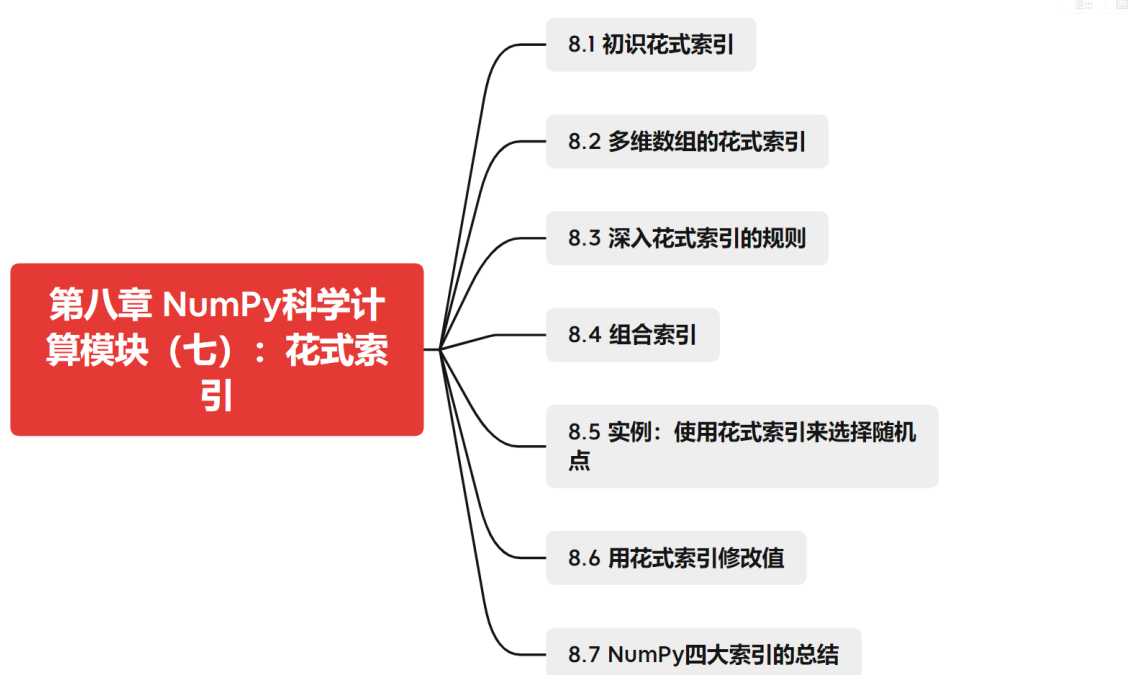 退出
8.1 初识花式索引
8.2 多维数组的花式索引
8.3 深入花式索引的规则
第八章 NumPy科学计
算模块（七）：花式索
引
8.4 组合索引
8.5 实例：使用花式索引来选择随机
点
8.6 用花式索引修改值
8.7 NumPy四大索引的总结